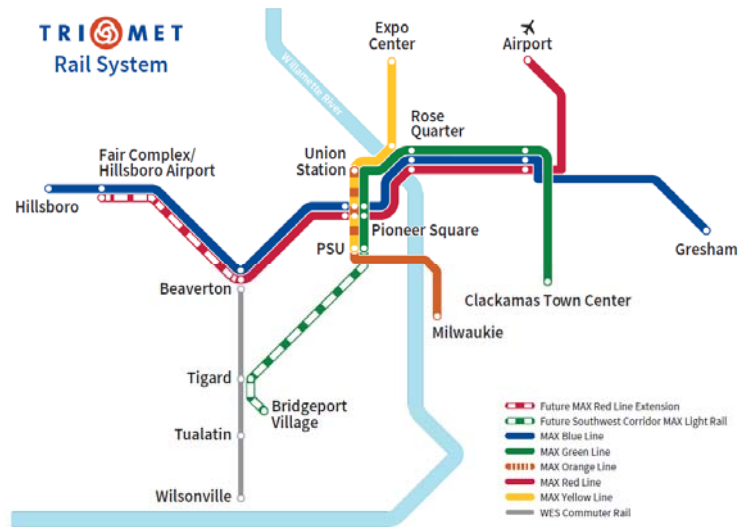 TRI MET
Rail System
Willamette River
Expo
Center
Airport
Rose
Quarter
Union
Station
Fair Complex/
Hillsboro Airport
Hillsboro
Pioneer Square
PSU
Gresham
Beaverton
Clackamas Town Center
Milwaukie
Tigard
Bridgeport
Village
Tualatin
Wilsonville
Future MAX Red Line Extension
Future Southwest Corridor MAX Light Rail
MAX Blue Line
MAX Green Line
MAX Orange Line
MAX Red Line
MAX Yellow Line
WES Commuter Rail